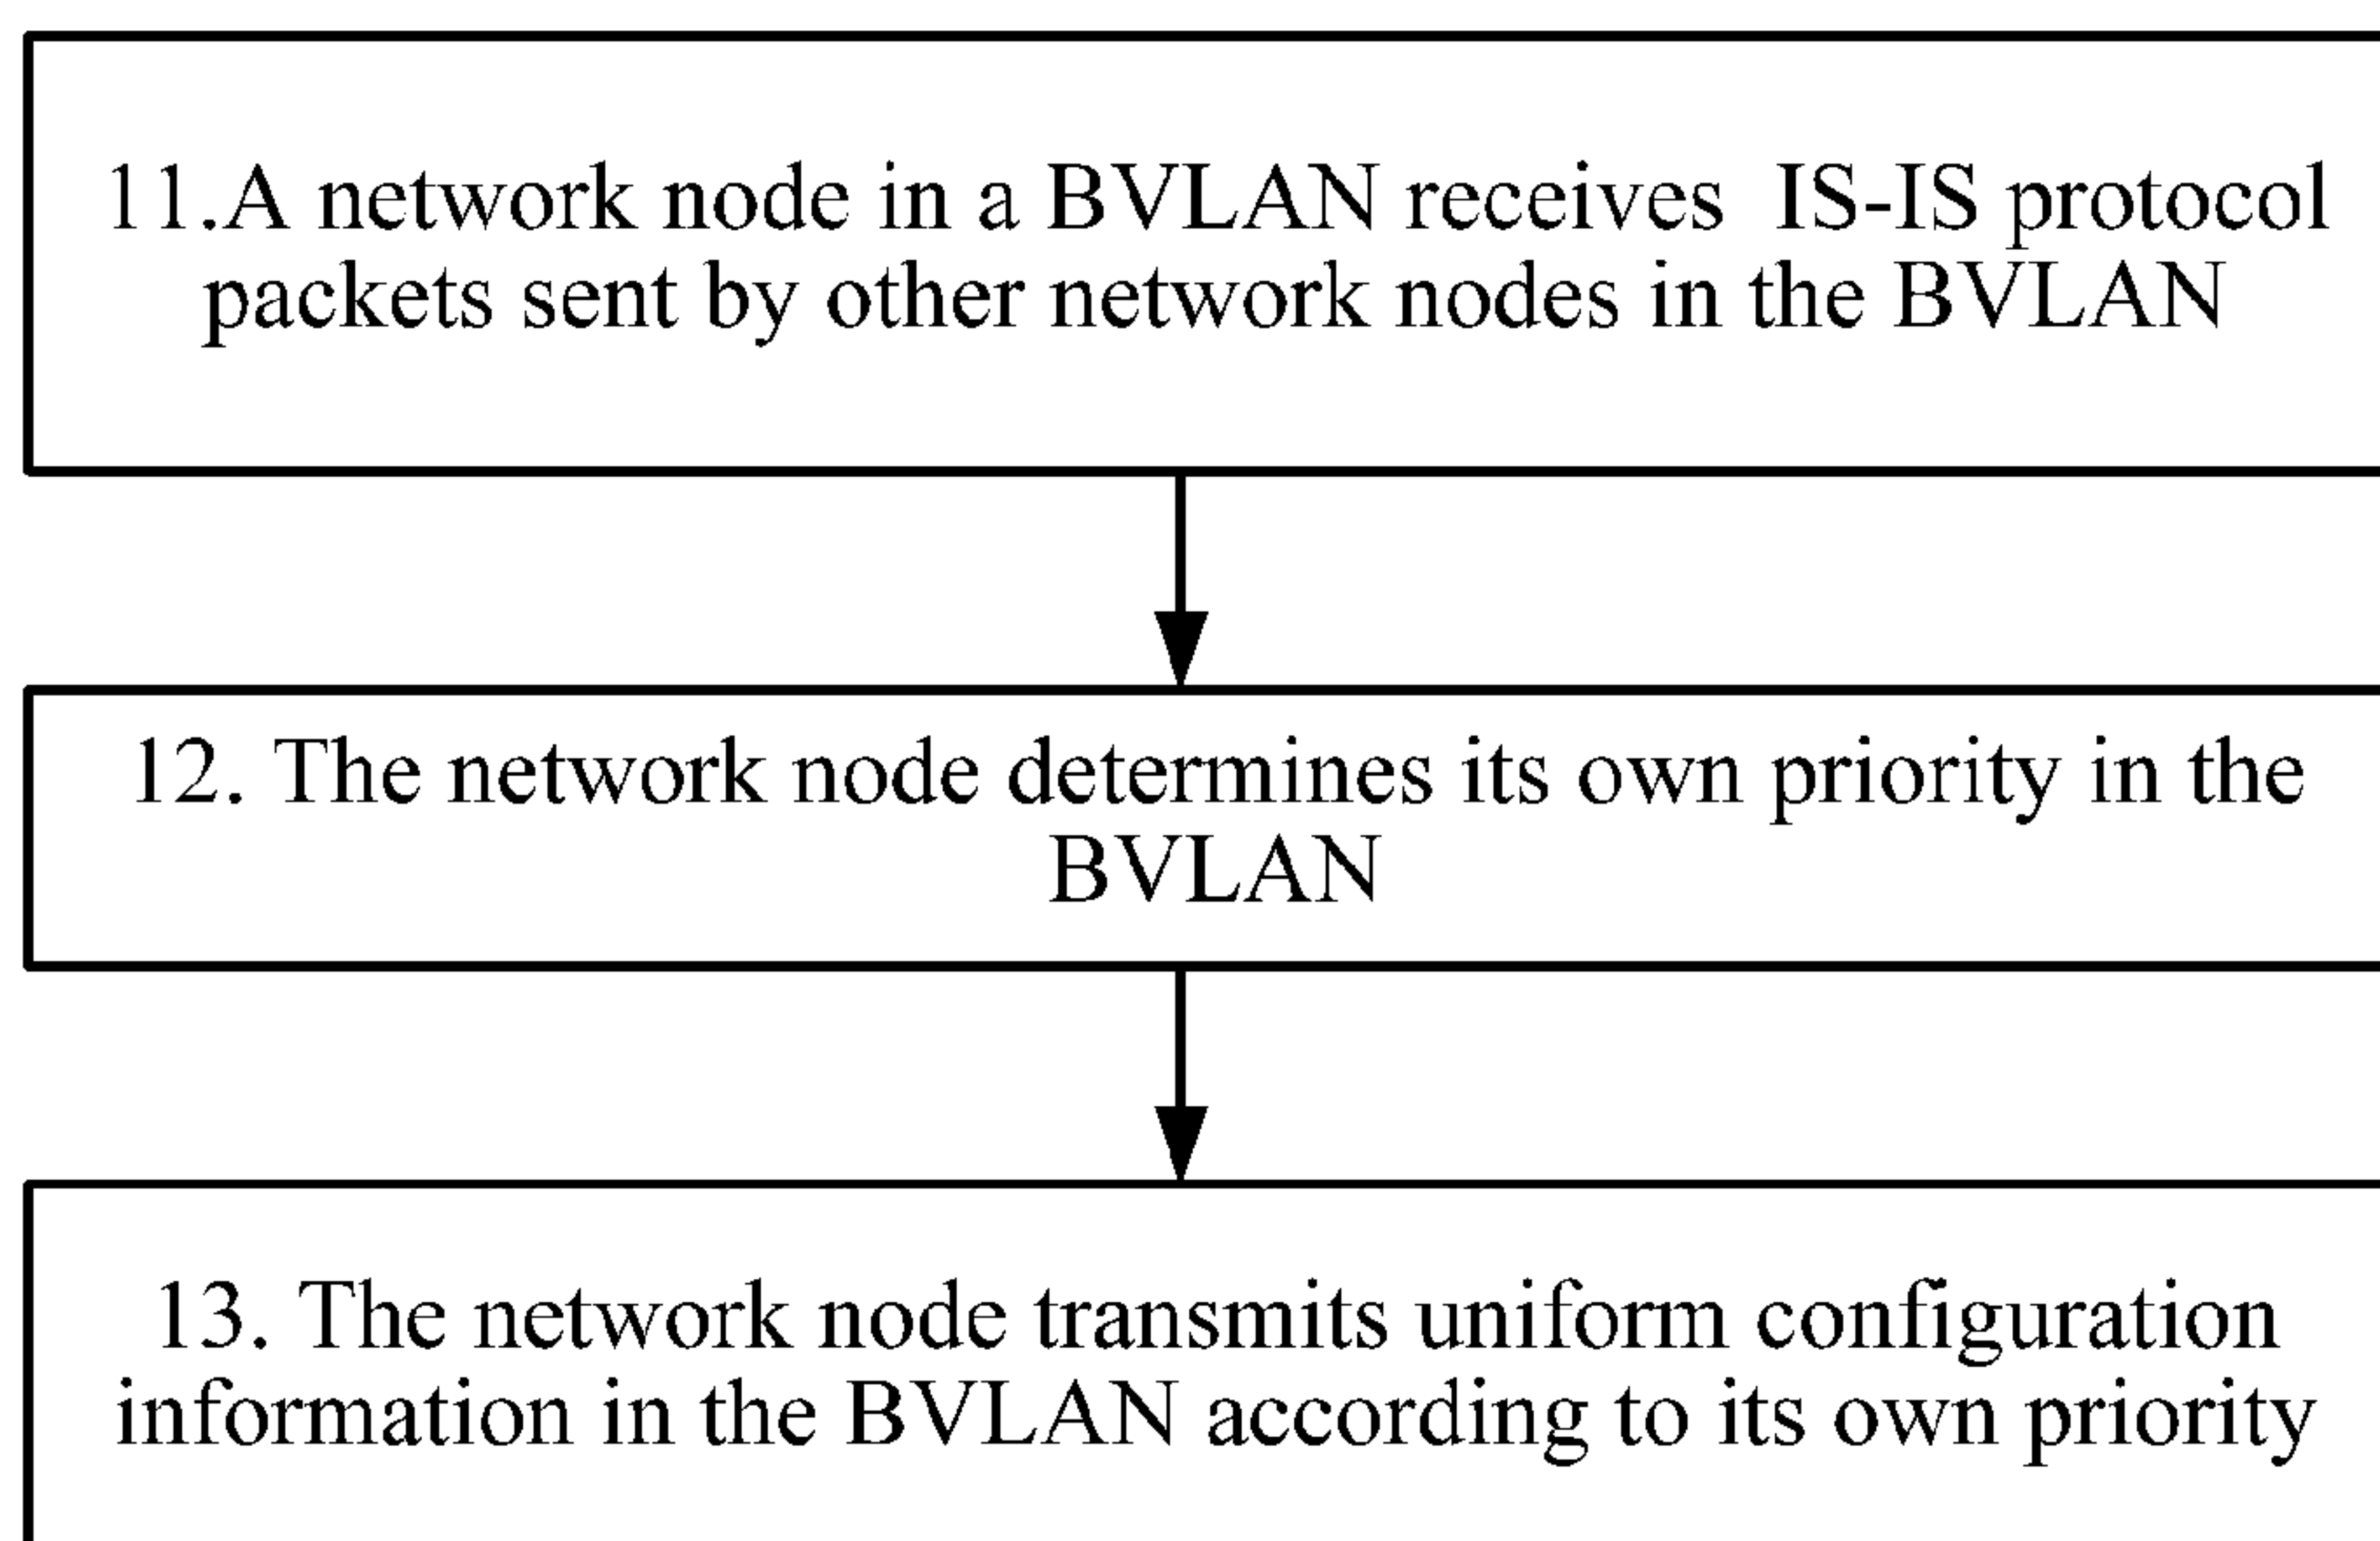 11.A network node in a BVLAN receives IS-IS protocol
packets sent by other network nodes in the BVLAN
12. The network node determines its own priority in the
BVLAN
13. The network node transmits uniform configuration
information in the BVLAN according to its own priority